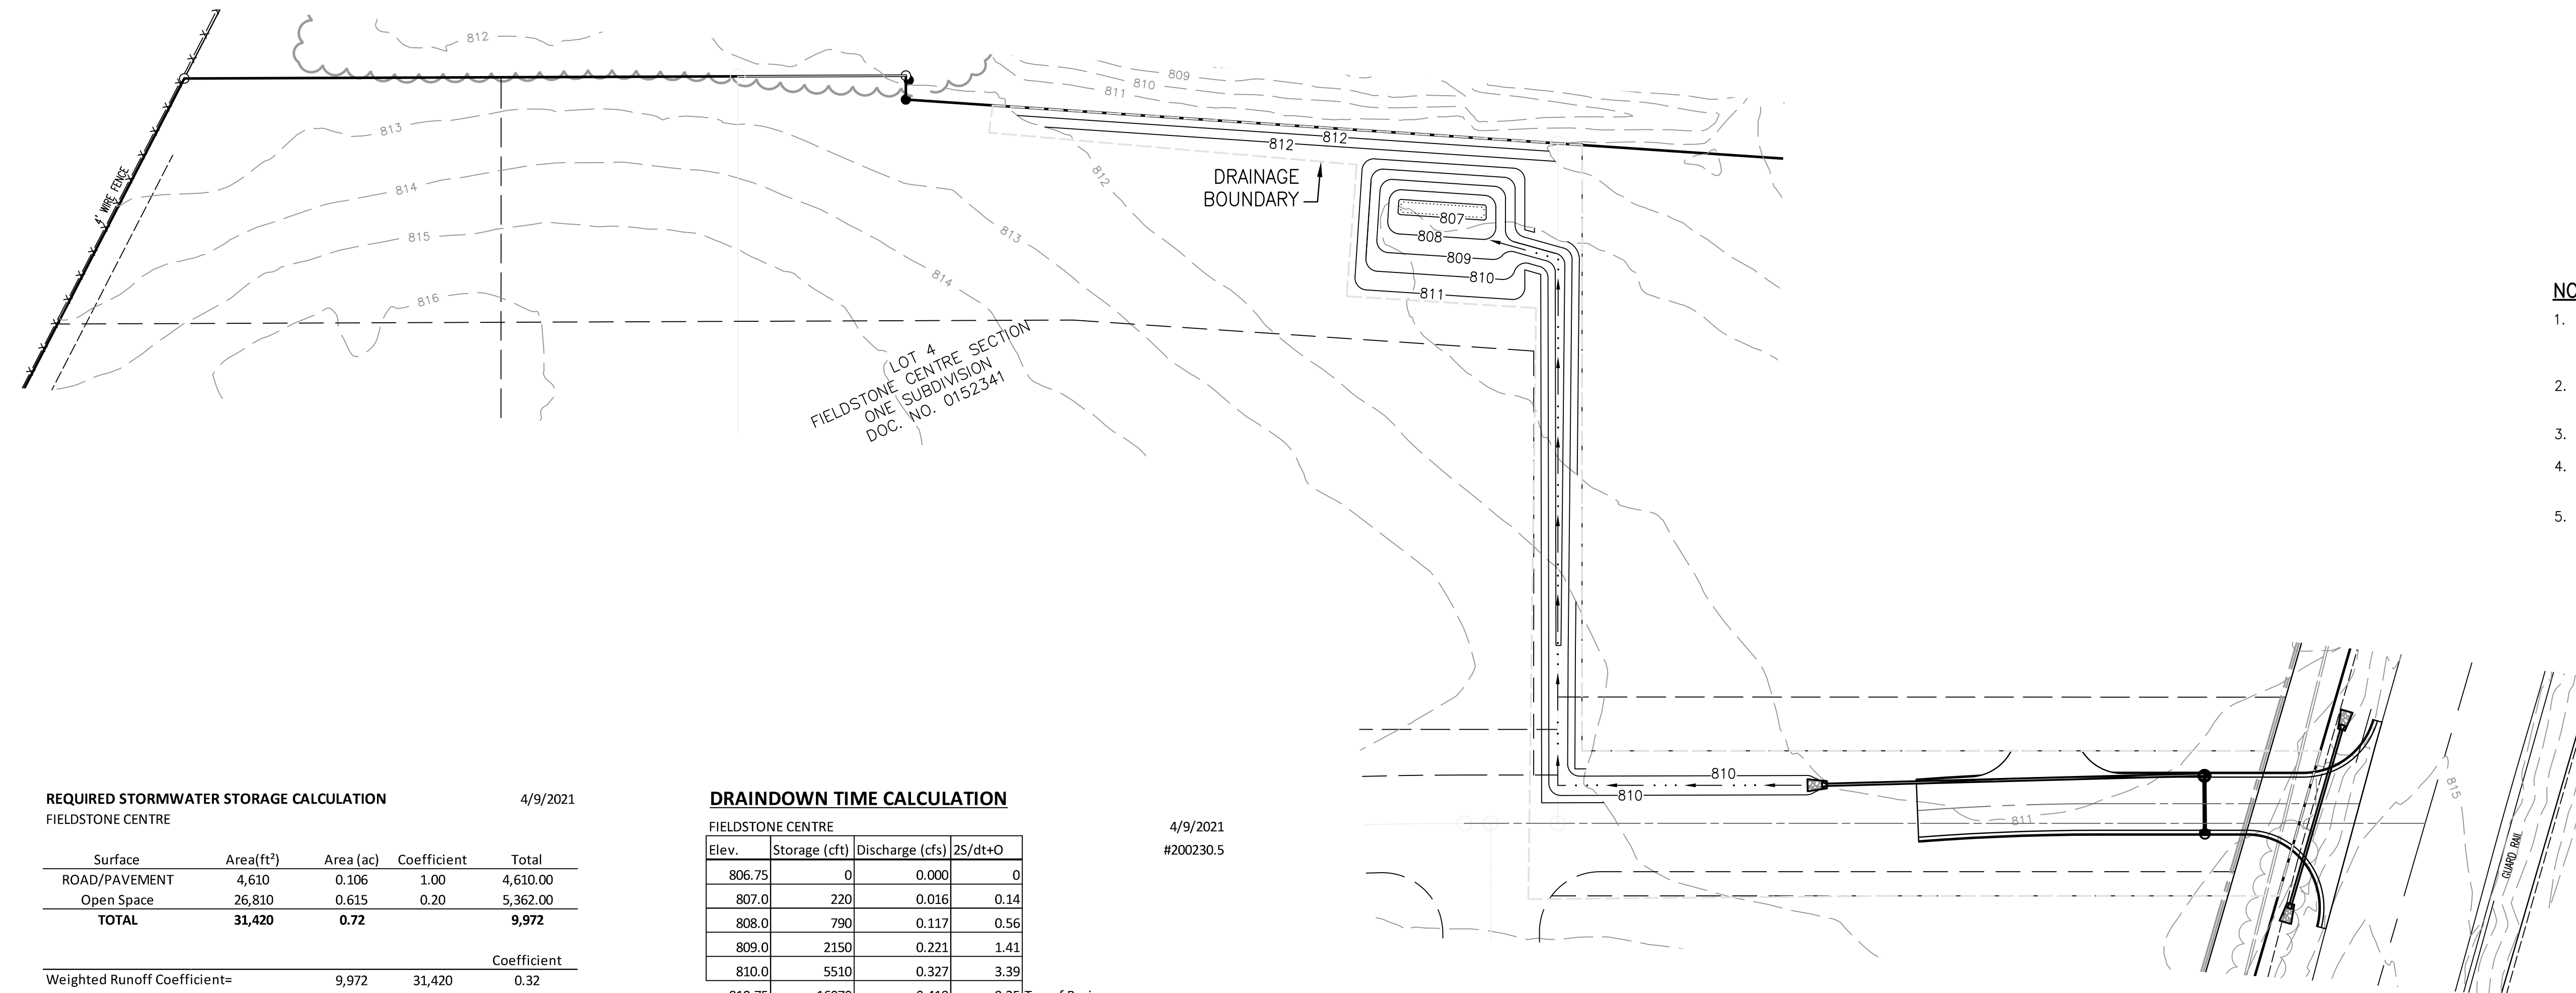 812
809
810
811
813
812
812
4' WIRE FENCE
814
812
DRAINAGE
BOUNDARY
807
815
813
808
809
810
814
811
816
NO
1.
LOT 4
FIELDSTONE CENTRE SECTION
ONE SUBDIVISION
DOC. NO. 0152341
2.
3.
4.
5.
810
810
811
815
GUARD RAIL
REQUIRED STORMWATER STORAGE CALCULATION 4/9/2021
FIELDSTONE CENTRE
Surface Area(ft²) Area (ac) Coefficient Total
ROAD/PAVEMENT 4,610 0.106 1.00 4,610.00
Open Space 26,810 0.615 0.20 5,362.00
TOTAL 31,420 0.72 9,972
Coefficient
Weighted Runoff Coefficient= 9,972 31,420 0.32
DRAINDOWN TIME CALCULATION
FIELDSTONE CENTRE 4/9/2021
#200230.5
Elev. Storage (cft) Discharge (cfs) 2S/dt+O
806.75 0 0.000 0
807.0 220 0.016 0.14
808.0 790 0.117 0.56
809.0 2150 0.221 1.41
810.0 5510 0.327 3.39